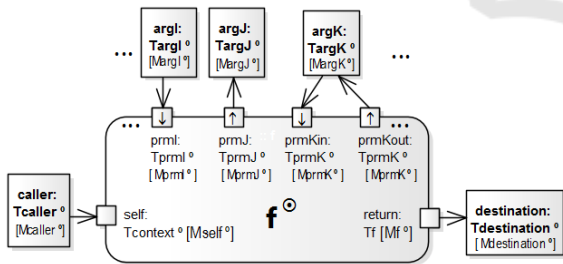 argI: argJ: argK:
... TargI º TargJ º TargK º ...
[MargI º] [MargJ º] [MargK º]
... ↓ ↑ ↓ ↑ ...
prmI: prmJ: prmKin: prmKout:
TprmI º TprmJ º TprmK º TprmK º
[MprmI º] [MprmJ º] [MprmK º] [MprmK º]
caller:
Tcaller º
[Mcaller º]
self:
Tcontext º [Mself º]
f ⊙
return:
Tf [Mf º]
destination:
Tdestination º
[Mdestination º]